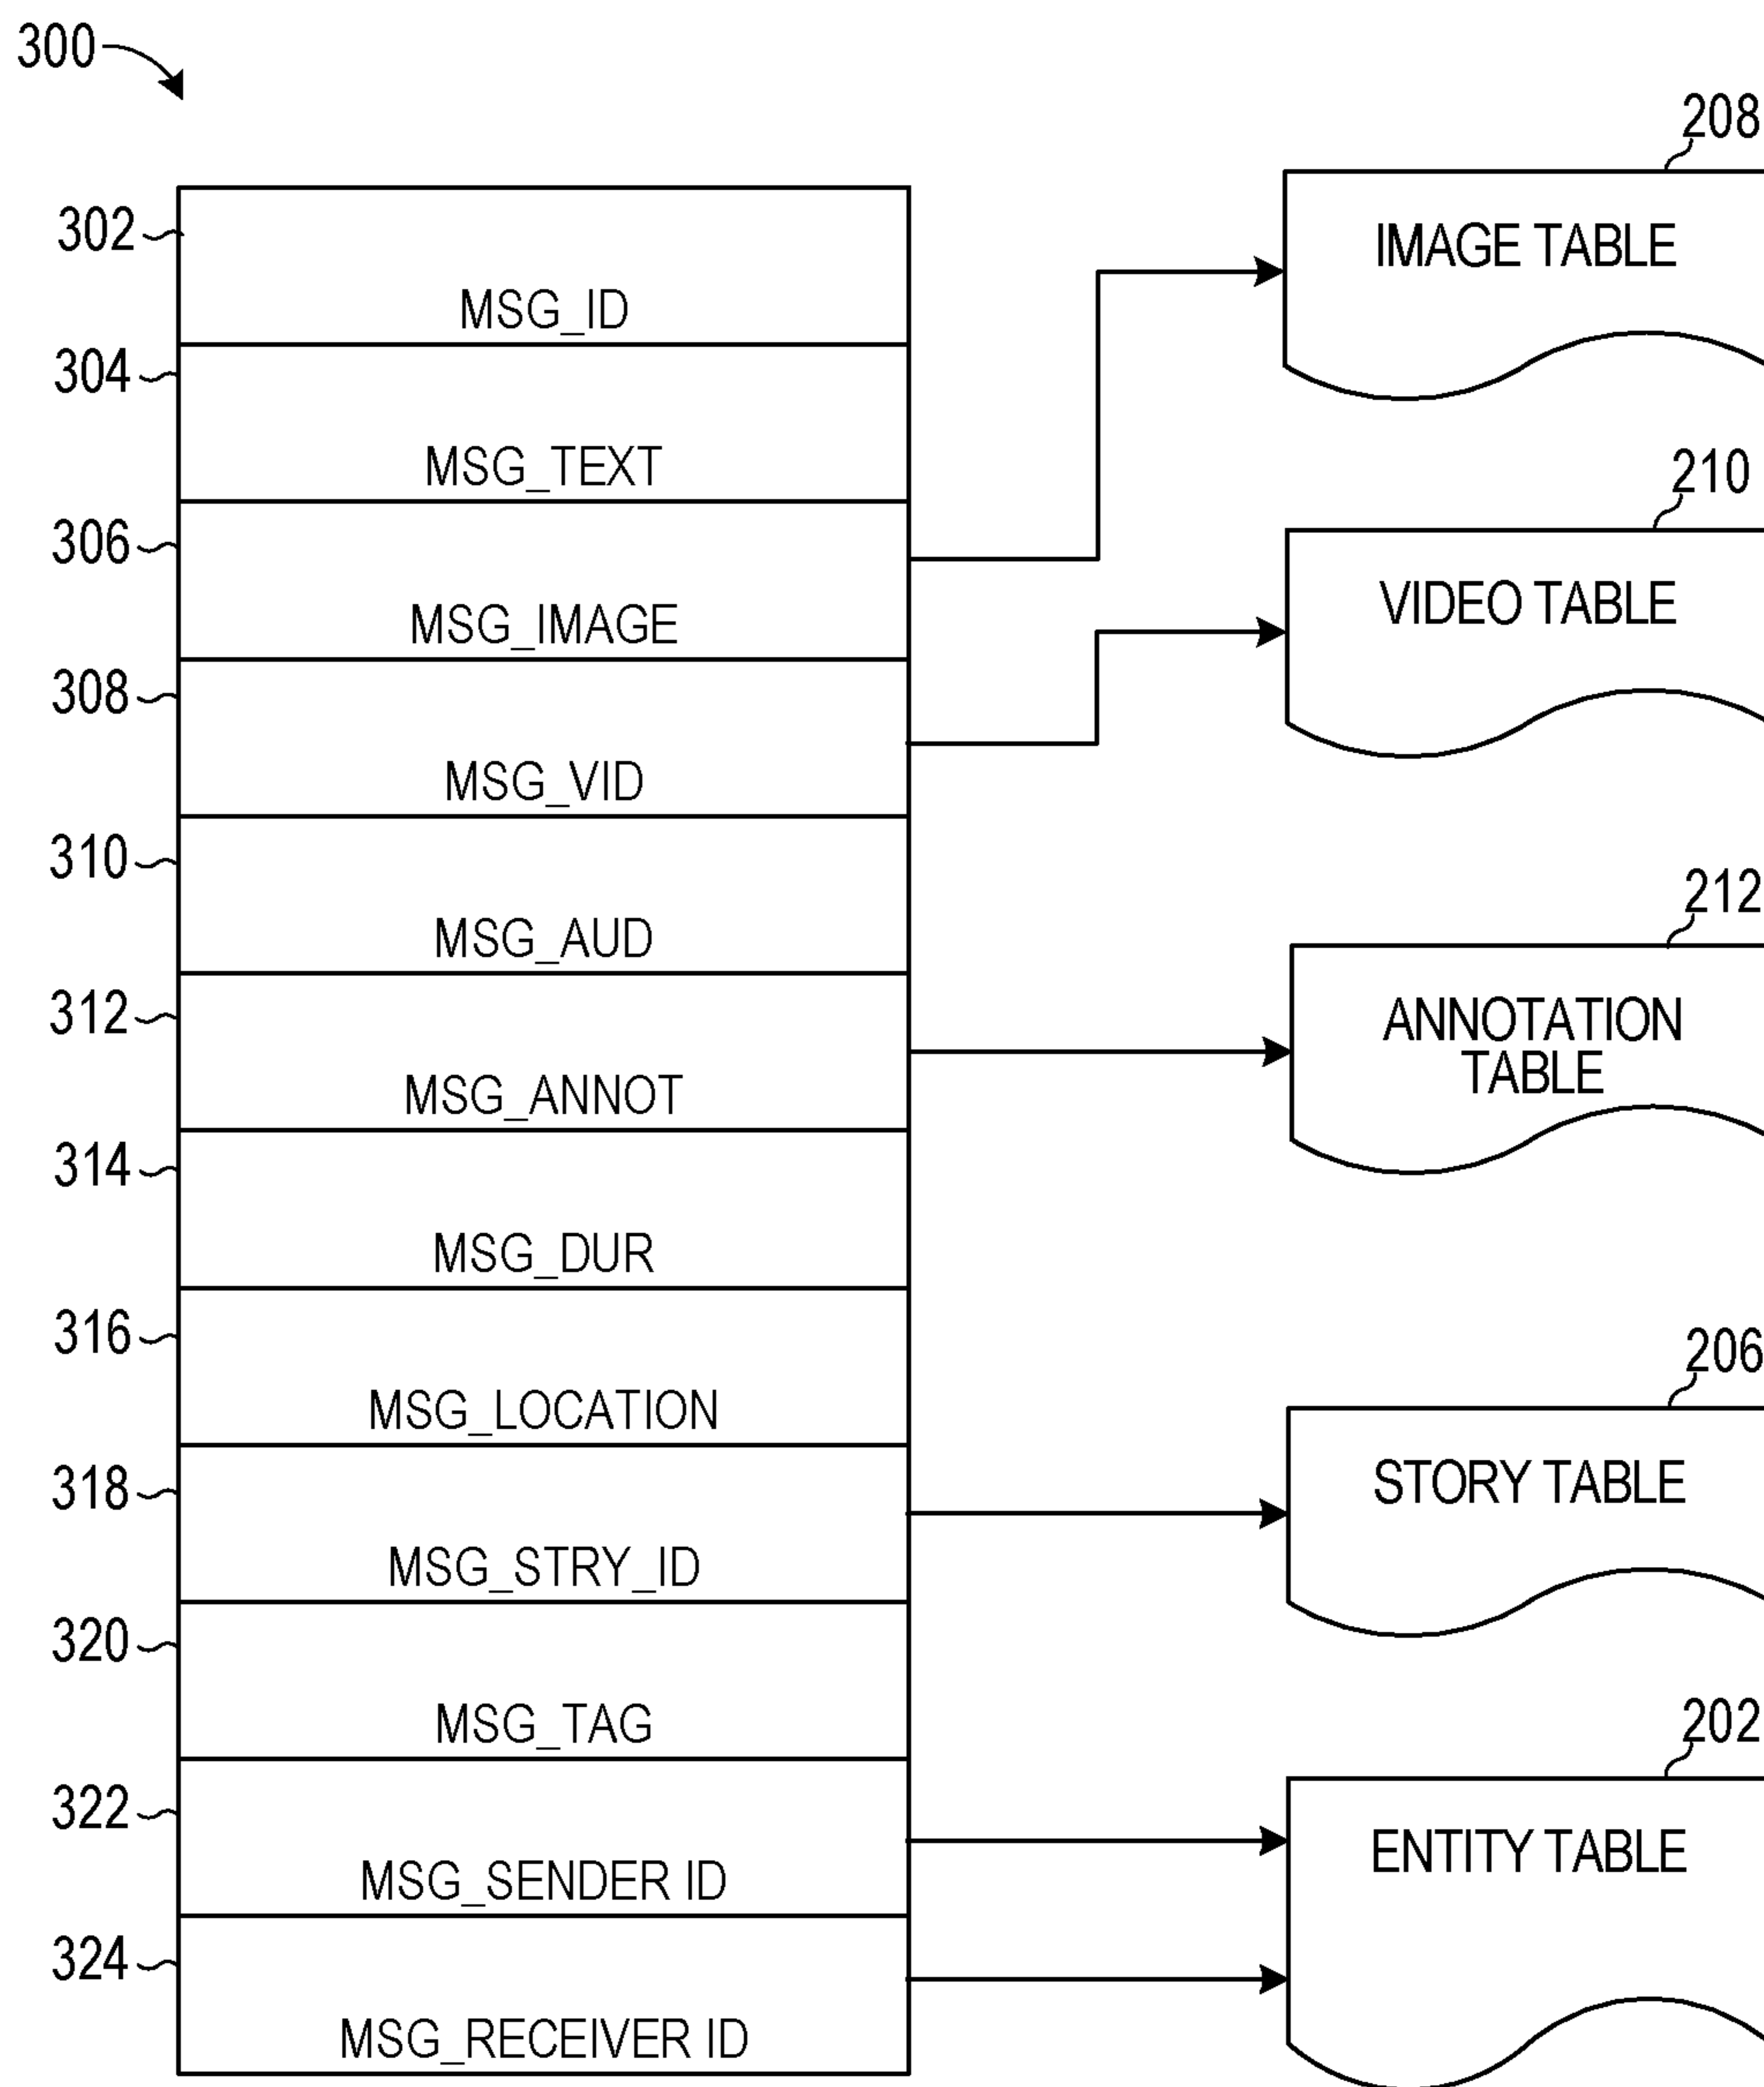 300
208
302
IMAGE TABLE
MSG_ID
304
MSG_TEXT
210
306
VIDEO TABLE
MSG_IMAGE
308
MSG_VID
310
212
MSG_AUD
312
ANNOTATION
TABLE
MSG_ANNOT
314
MSG_DUR
316
206
MSG_LOCATION
318
STORY TABLE
MSG_STRY_ID
320
MSG_TAG
202
322
ENTITY TABLE
MSG_SENDER ID
324
MSG_RECEIVER ID